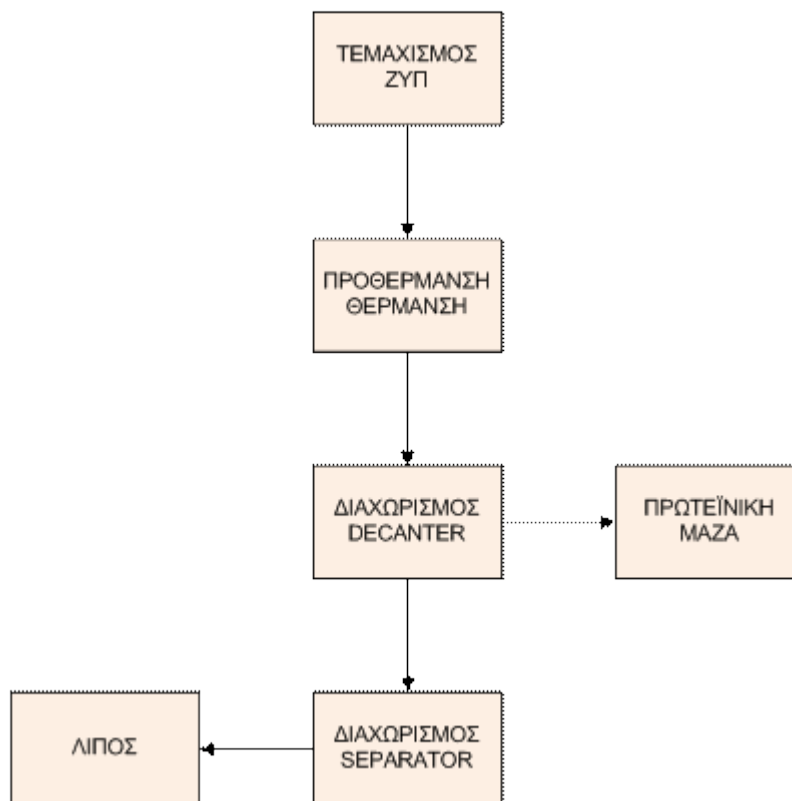 ΤΕΜΑΧΙΣΜΟΣ
ΖΥΠ
ΠΡΟΘΕΡΜΑΝΣΗ
ΘΕΡΜΑΝΣΗ
ΔΙΑΧΩΡΙΣΜΟΣ
DECANTER
ΠΡΩΤΕΪΝΙΚΗ
ΜΑΖΑ
ΛΙΠΟΣ
ΔΙΑΧΩΡΙΣΜΟΣ
SEPARATOR